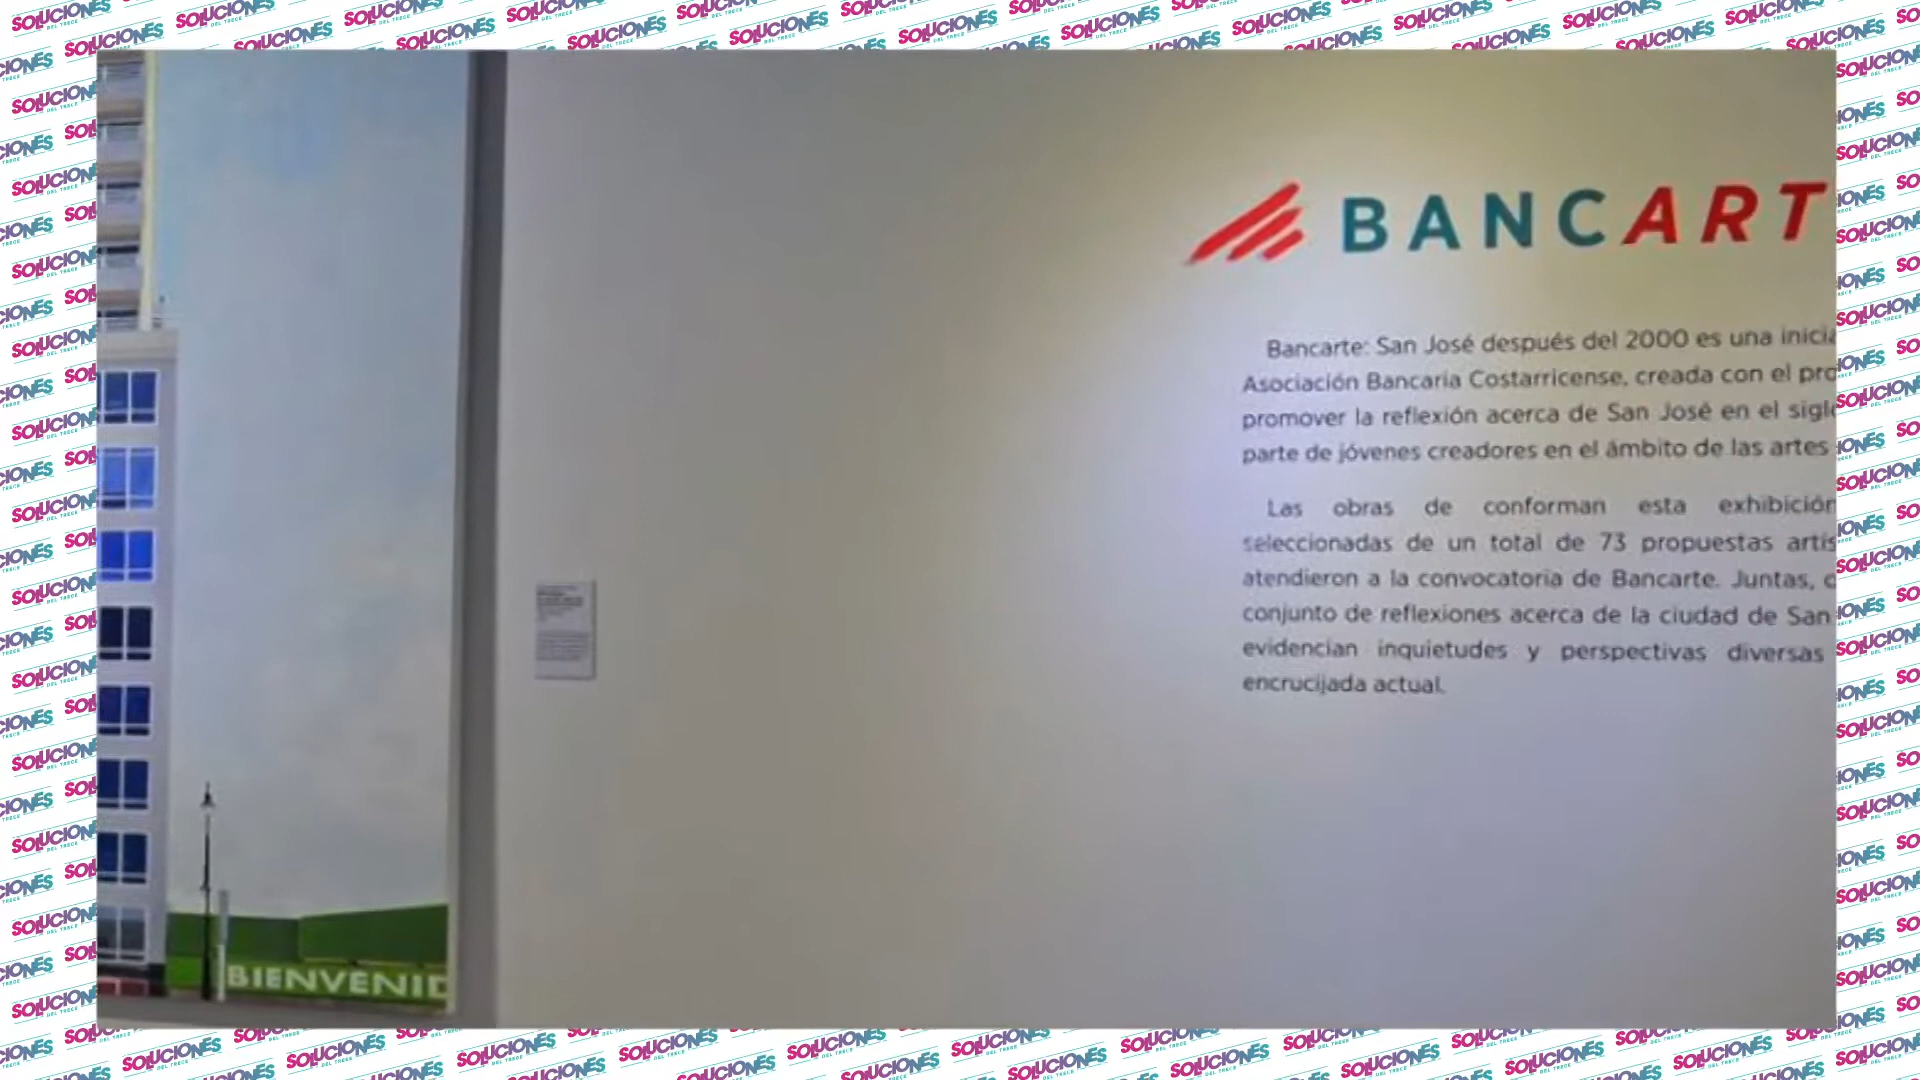 BANCART
Bancarte: San José después del 2000 es una inicia
Asociación Bancaria Costarricense, creada con el pro
promover la reflexión acerca de San José en el sigl
parte de jóvenes creadores en el ámbito de las artes
Las obras de conforman esta exhibición
seleccionadas de un total de 73 propuestas artís
atendieron a la convocatoria de Bancarte. Juntas, c
conjunto de reflexiones acerca de la ciudad de San
evidencian inquietudes y perspectivas diversas
encrucijada actual.
BIENVENID
SOLUCIONES
DEL TRECE